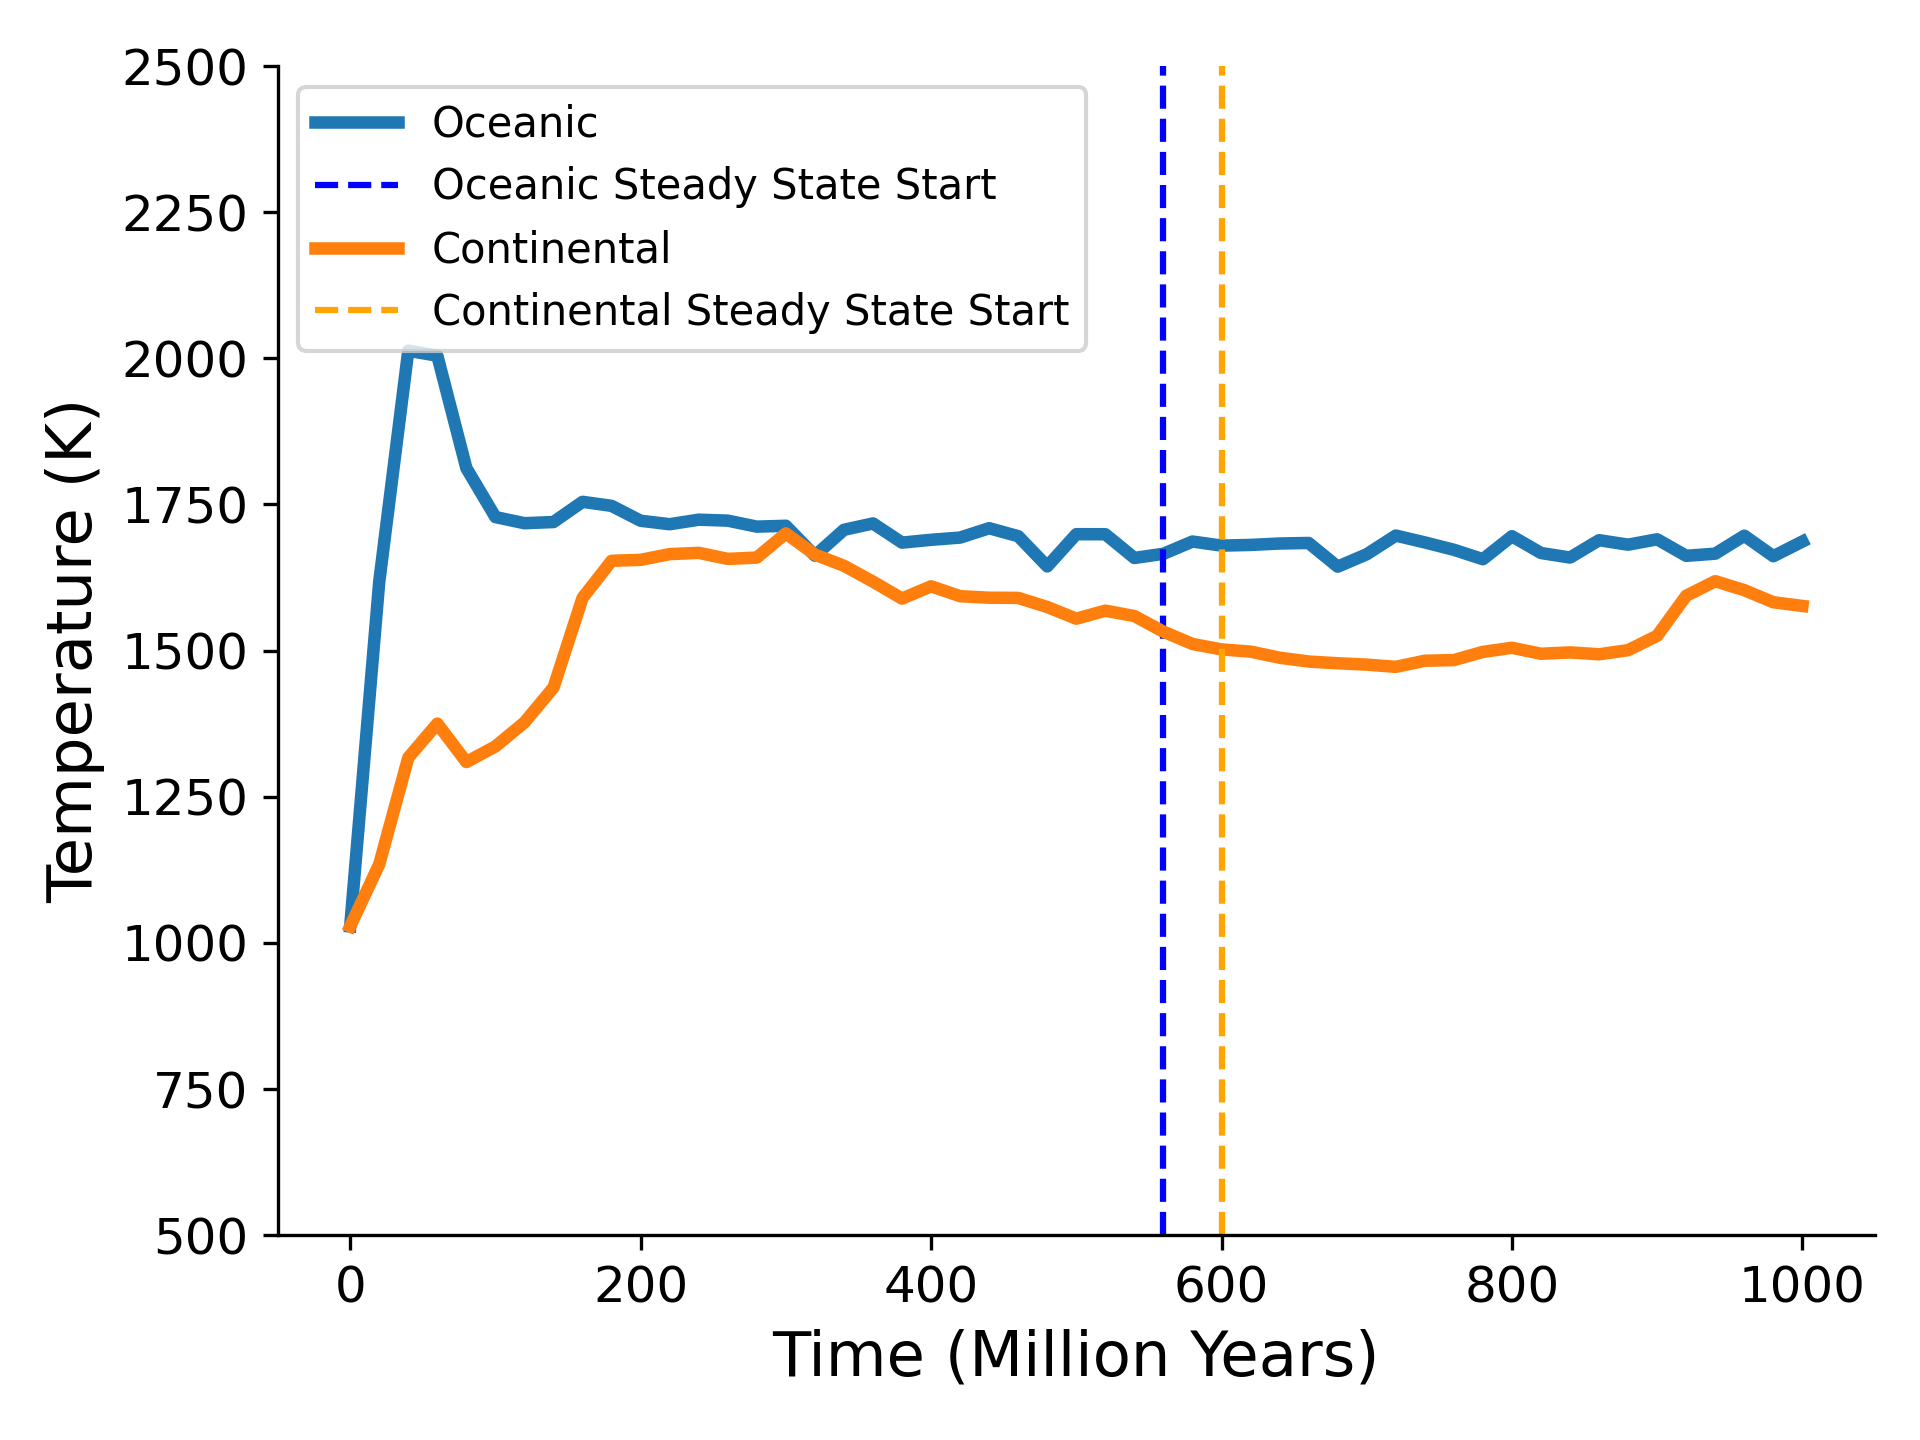 2500
2250
2000
1750
1500
1250
1000
750
500
Temperature (K)
Oceanic
Oceanic Steady State Start
Continental
Continental Steady State Start
0 200 400 600 800 1000
Time (Million Years)